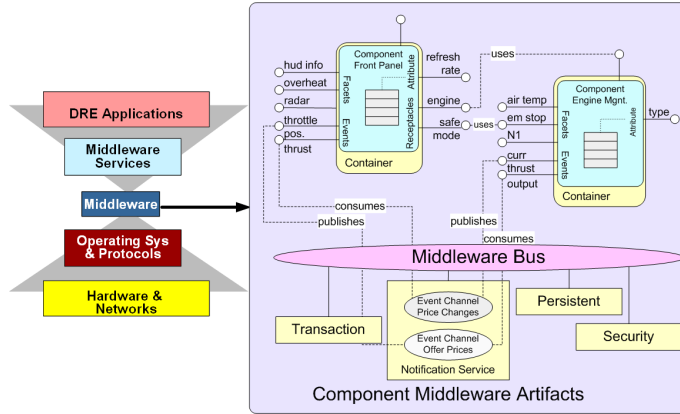 DRE Applications
Middleware
Services
Middleware
Operating Sys
& Protocols
Hardware &
Networks
Component
Front Panel
Attribute
Facets
Events
Receptacles
Container
hud info
overheat
radar
throttle
pos.
thrust
refresh
rate
engine
safe
mode
uses
uses
Component
Engine Mgnt.
Attribute
Facets
Events
Container
air temp
em stop
N1
curr
thrust
output
type
consumes
publishes
publishes
consumes
Middleware Bus
Transaction
Event Channel
Price Changes
Event Channel
Offer Prices
Notification Service
Persistent
Security
Component Middleware Artifacts